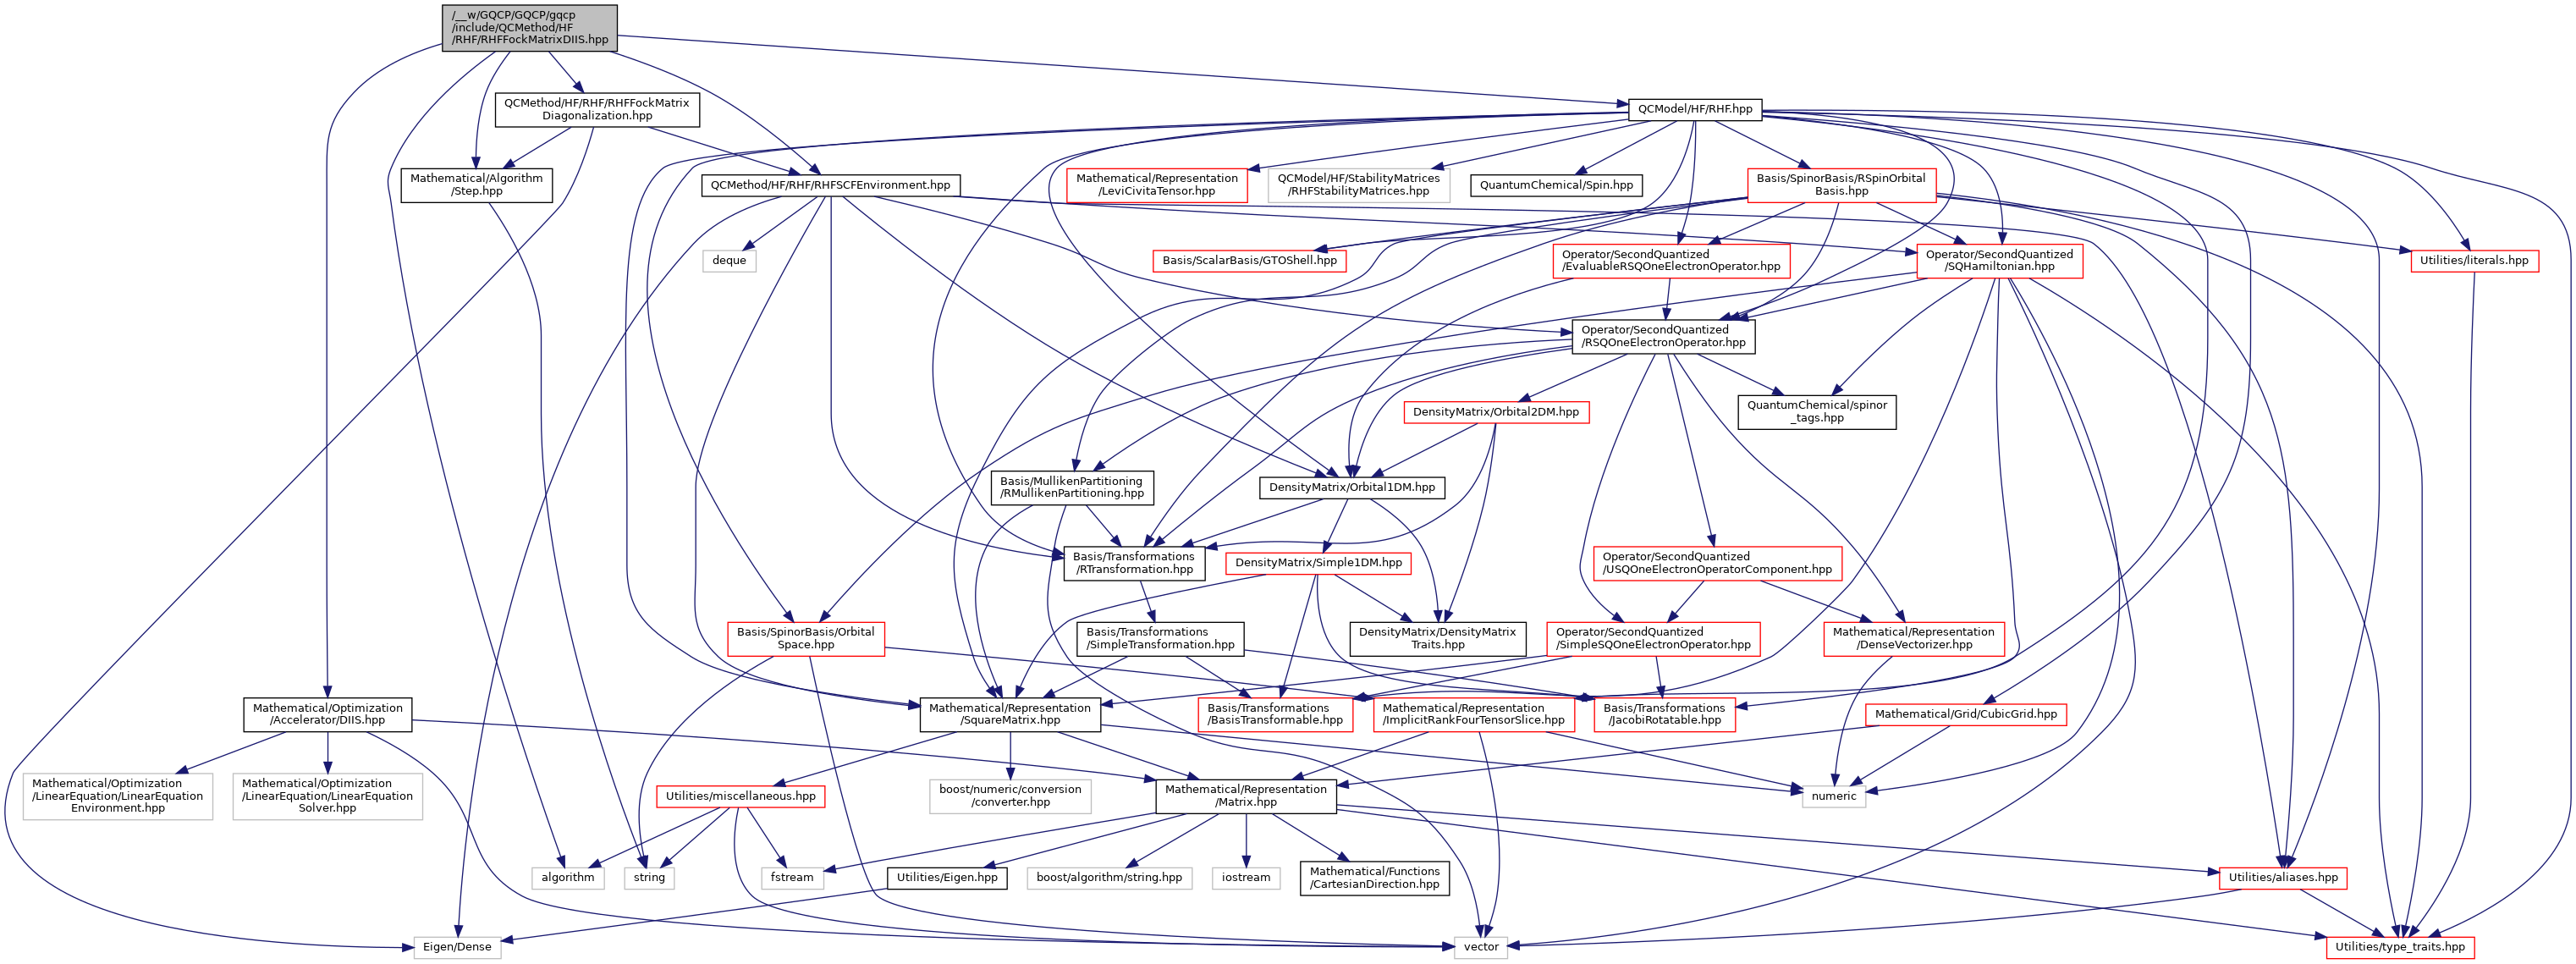 /__w/GQCP/GQCP/gqcp
/include/QCMethod/HF
/RHF/RHFFockMatrixDIIS.hpp
QCMethod/HF/RHF/RHFFockMatrix
Diagonalization.hpp
QCModel/HF/RHF.hpp
Mathematical/Algorithm
/Step.hpp
QCMethod/HF/RHF/RHFSCFEnvironment.hpp
Mathematical/Representation
/LeviCivitaTensor.hpp
QCModel/HF/StabilityMatrices
/RHFStabilityMatrices.hpp
QuantumChemical/Spin.hpp
Basis/SpinorBasis/RSpinOrbital
Basis.hpp
deque
Basis/ScalarBasis/GTOShell.hpp
Operator/SecondQuantized
/EvaluableRSQOneElectronOperator.hpp
Operator/SecondQuantized
/SQHamiltonian.hpp
Utilities/literals.hpp
Operator/SecondQuantized
/RSQOneElectronOperator.hpp
DensityMatrix/Orbital2DM.hpp
QuantumChemical/spinor
_tags.hpp
Basis/MullikenPartitioning
/RMullikenPartitioning.hpp
DensityMatrix/Orbital1DM.hpp
Basis/Transformations
/RTransformation.hpp
DensityMatrix/Simple1DM.hpp
Operator/SecondQuantized
/USQOneElectronOperatorComponent.hpp
Basis/SpinorBasis/Orbital
Space.hpp
Basis/Transformations
/SimpleTransformation.hpp
DensityMatrix/DensityMatrix
Traits.hpp
Operator/SecondQuantized
/SimpleSQOneElectronOperator.hpp
Mathematical/Representation
/DenseVectorizer.hpp
Mathematical/Optimization
/Accelerator/DIIS.hpp
Mathematical/Representation
/SquareMatrix.hpp
Basis/Transformations
/BasisTransformable.hpp
Mathematical/Representation
/ImplicitRankFourTensorSlice.hpp
Basis/Transformations
/JacobiRotatable.hpp
Mathematical/Grid/CubicGrid.hpp
Mathematical/Optimization
/LinearEquation/LinearEquation
Environment.hpp
Mathematical/Optimization
/LinearEquation/LinearEquation
Solver.hpp
Utilities/miscellaneous.hpp
boost/numeric/conversion
/converter.hpp
Mathematical/Representation
/Matrix.hpp
numeric
algorithm
string
fstream
Utilities/Eigen.hpp
boost/algorithm/string.hpp
iostream
Mathematical/Functions
/CartesianDirection.hpp
Utilities/aliases.hpp
Eigen/Dense
vector
Utilities/type_traits.hpp